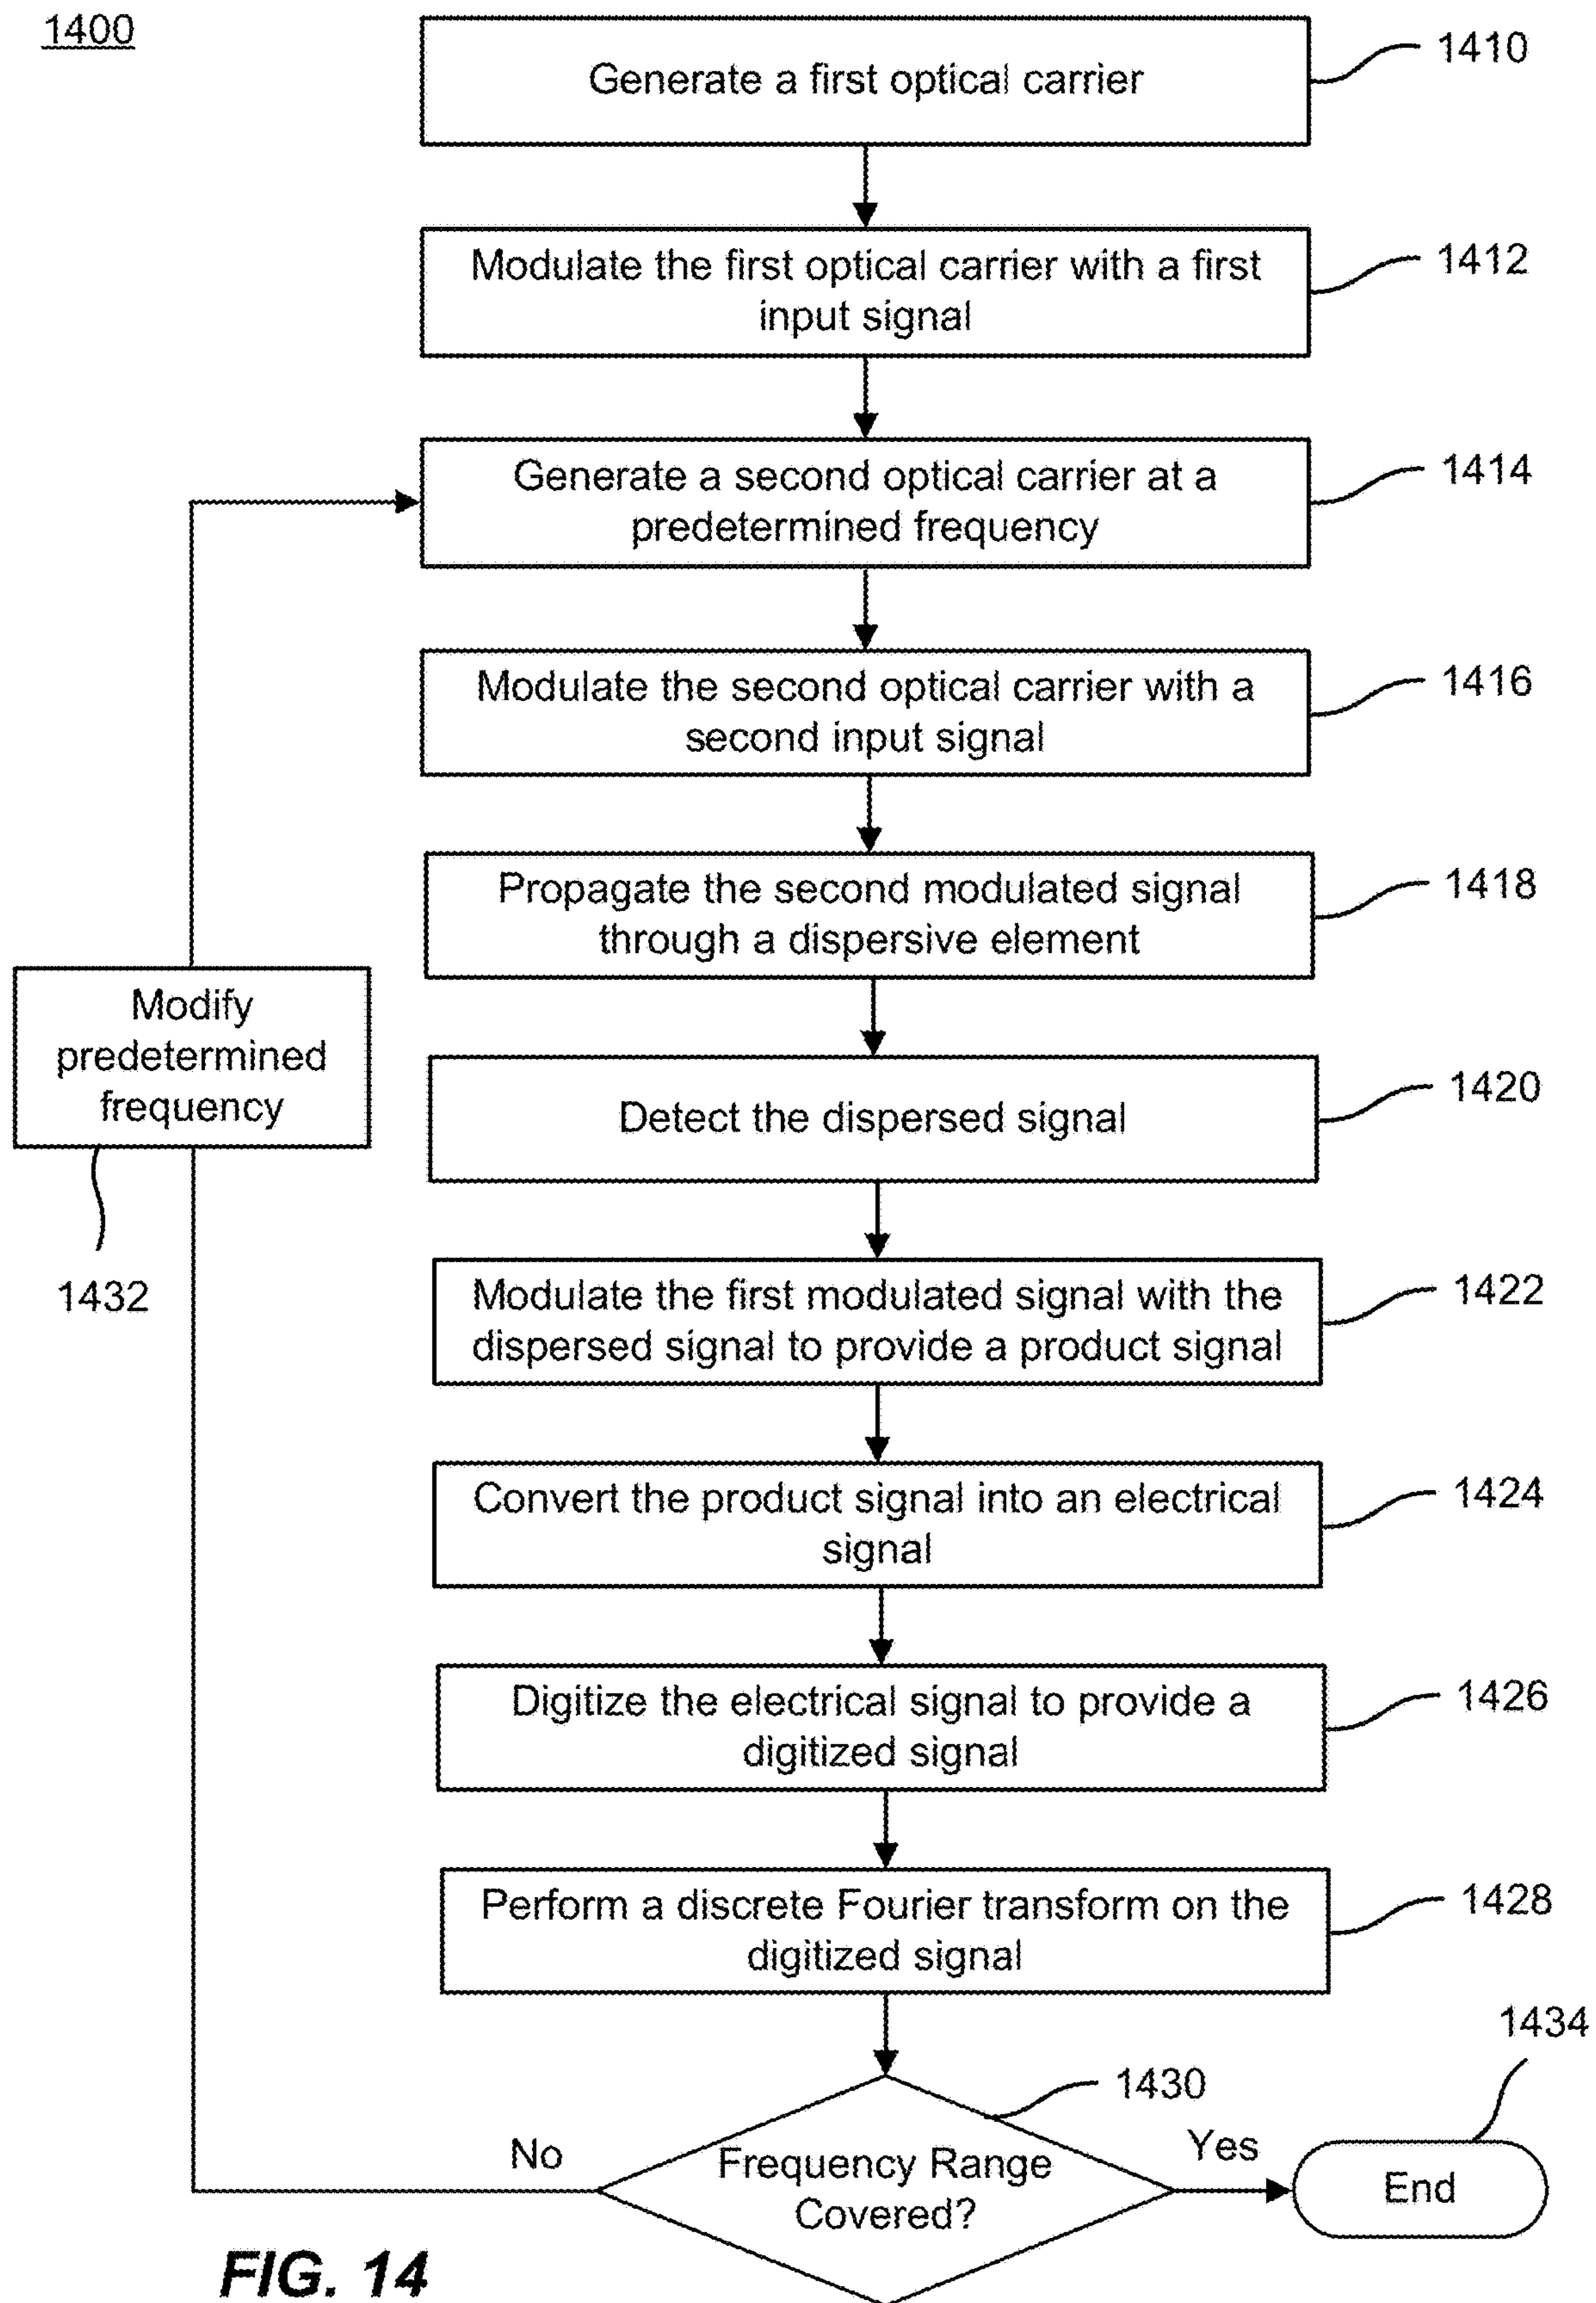 1400
Generate a first optical carrier
1410
Modulate the first optical carrier with a first
input signal
1412
Generate a second optical carrier at a
predetermined frequency
1414
Modulate the second optical carrier with a
second input signal
1416
Propagate the second modulated signal
through a dispersive element
1418
Modify
predetermined
frequency
1432
Detect the dispersed signal
1420
Modulate the first modulated signal with the
dispersed signal to provide a product signal
1422
Convert the product signal into an electrical
signal
1424
Digitize the electrical signal to provide a
digitized signal
1426
Perform a discrete Fourier transform on the
digitized signal
1428
1430
1434
No
Frequency Range
Covered?
Yes
End
FIG. 14